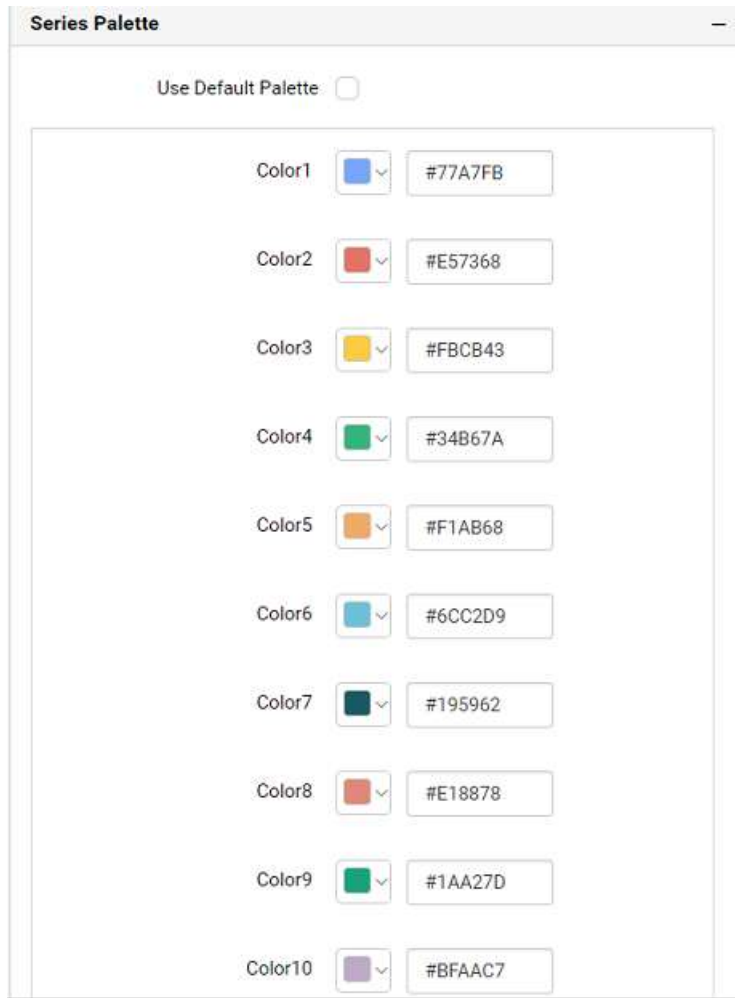 Series Palette
Use Default Palette
Color1 #77A7FB
Color2 #E57368
Color3 #FBCB43
Color4 #34B67A
Color5 #F1AB68
Color6 #6CC2D9
Color7 #195962
Color8 #E18878
Color9 #1AA27D
Color10 #BFAAC7